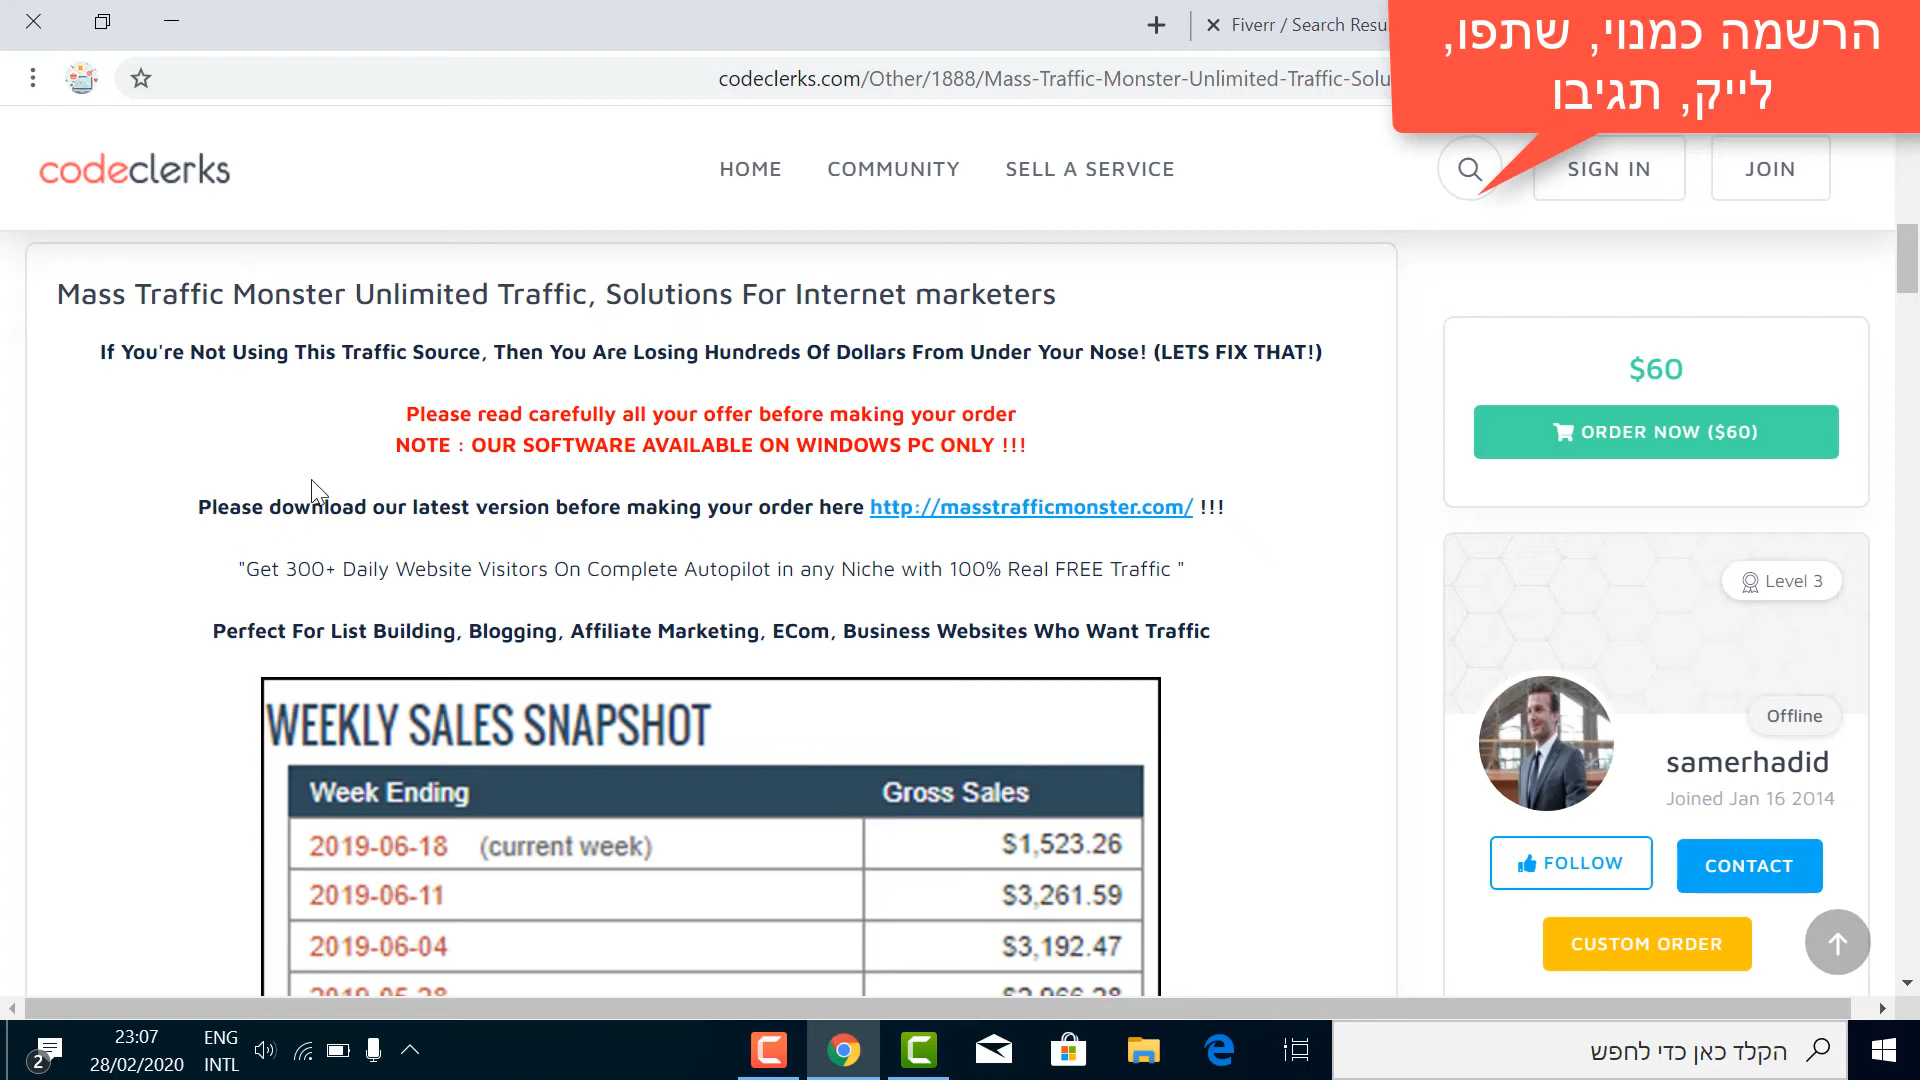 Fiverr / Search Resu
הרשמה כמנוי, שתפו,
לייק, תגיבו
codeclerks.com/Other/1888/Mass-Traffic-Monster-Unlimited-Traffic-Solu
codeclerks
HOME
COMMUNITY
SELL A SERVICE
SIGN IN
JOIN
Mass Traffic Monster Unlimited Traffic, Solutions For Internet marketers
If You're Not Using This Traffic Source, Then You Are Losing Hundreds Of Dollars From Under Your Nose! (LETS FIX THAT!)
Please read carefully all your offer before making your order
NOTE : OUR SOFTWARE AVAILABLE ON WINDOWS PC ONLY !!!
Please download our latest version before making your order here http://masstrafficmonster.com/ !!!
"Get 300+ Daily Website Visitors On Complete Autopilot in any Niche with 100% Real FREE Traffic "
Perfect For List Building, Blogging, Affiliate Marketing, ECom, Business Websites Who Want Traffic
WEEKLY SALES SNAPSHOT
Week Ending Gross Sales
2019-06-18 (current week) $1,523.26
2019-06-11 $3,261.59
2019-06-04 $3,192.47
2019-05-28 $2,966.28
$60
ORDER NOW ($60)
Level 3
Offline
samerhadid
Joined Jan 16 2014
FOLLOW
CONTACT
CUSTOM ORDER
2
23:07
28/02/2020
ENG
INTL
הקלד כאן כדי לחפש